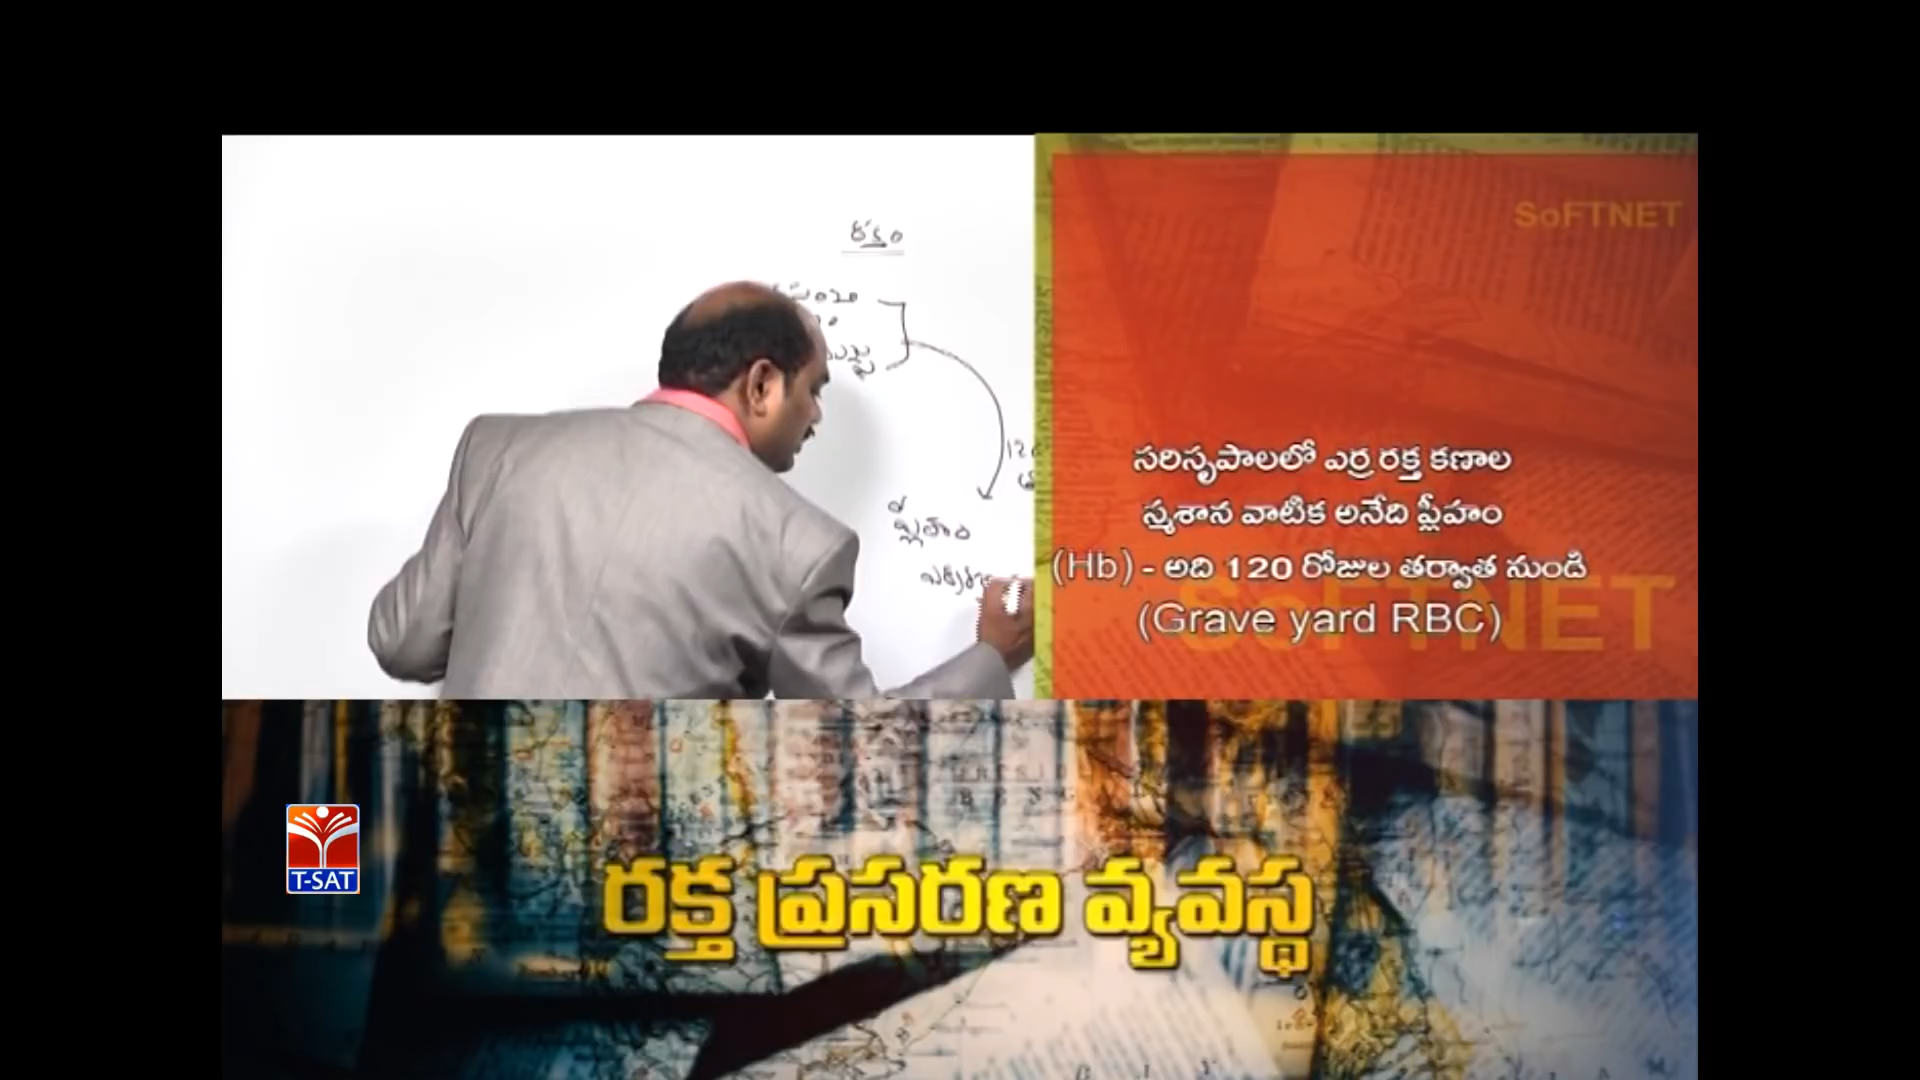 రక్తం
SoFTNET
సరిసృపాలలో ఎర్ర రక్త కణాల
స్మశాన వాటిక అనేది ప్లీహం
(Hb) - అది 120 రోజుల తర్వాత నుండి
(Grave yard RBC)
SoFTNET
ప్లీహం
T-SAT
రక్త ప్రసరణ వ్యవస్థ